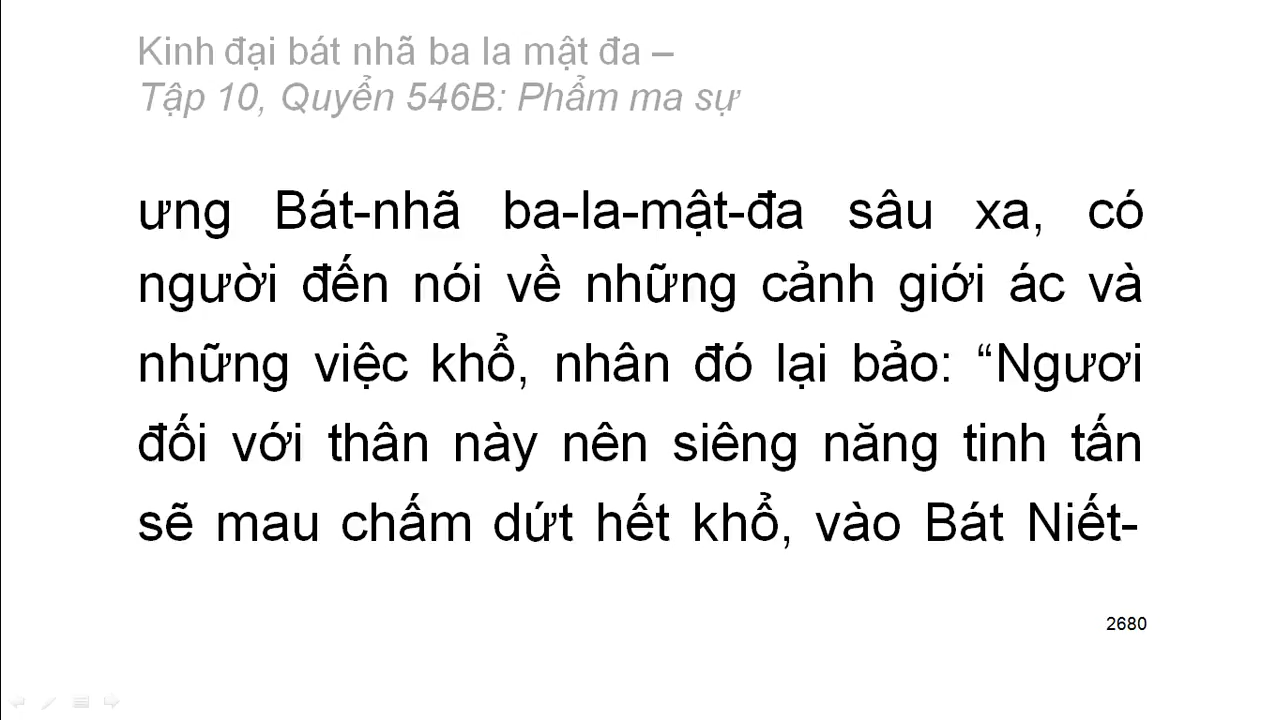 Kinh đại bát nhã ba la mật đa –
Tập 10, Quyển 546B: Phẩm ma sự
ưng Bát-nhã ba-la-mật-đa sâu xa, có
người đến nói về những cảnh giới ác và
những việc khổ, nhân đó lại bảo: “Ngươi
đối với thân này nên siêng năng tinh tấn
sẽ mau chấm dứt hết khổ, vào Bát Niết-
2680